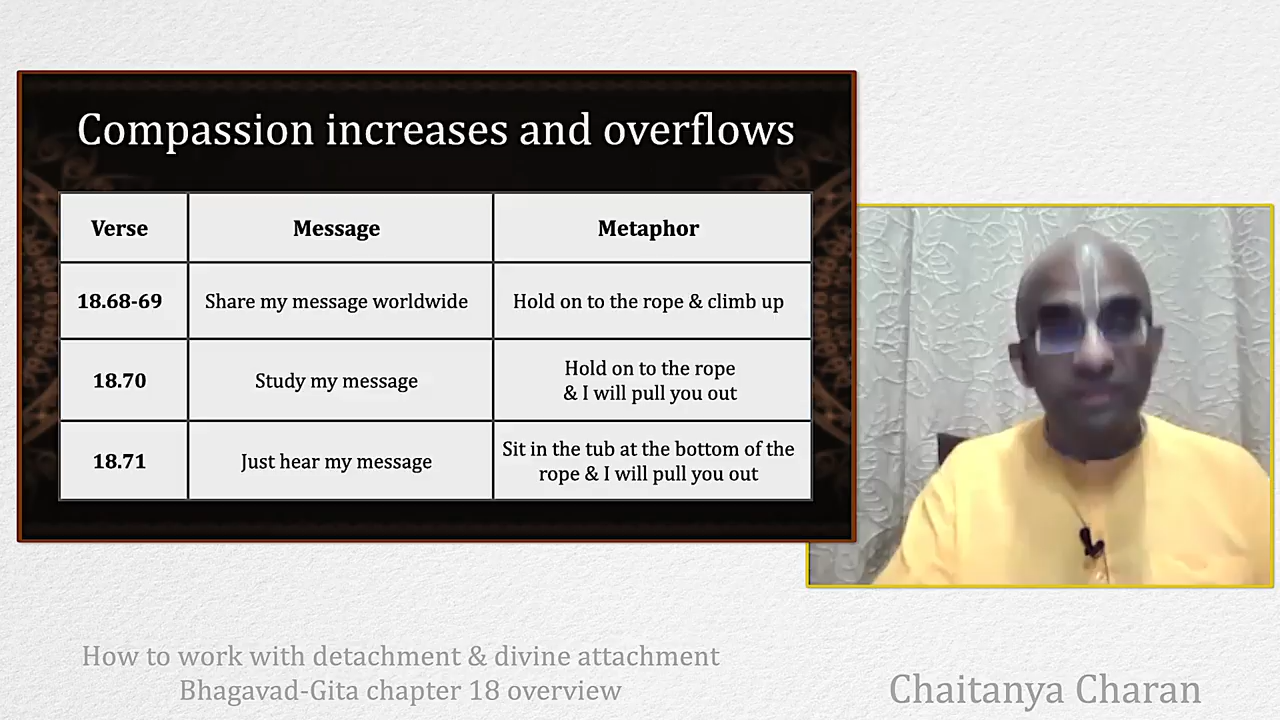 Compassion increases and overflows
Verse
Message
Metaphor
18.68-69
Share my message worldwide
Hold on to the rope & climb up
18.70
Study my message
Hold on to the rope
& I will pull you out
18.71
Just hear my message
Sit in the tub at the bottom of the
rope & I will pull you out
How to work with detachment & divine attachment
Bhagavad-Gita chapter 18 overview
Chaitanya Charan